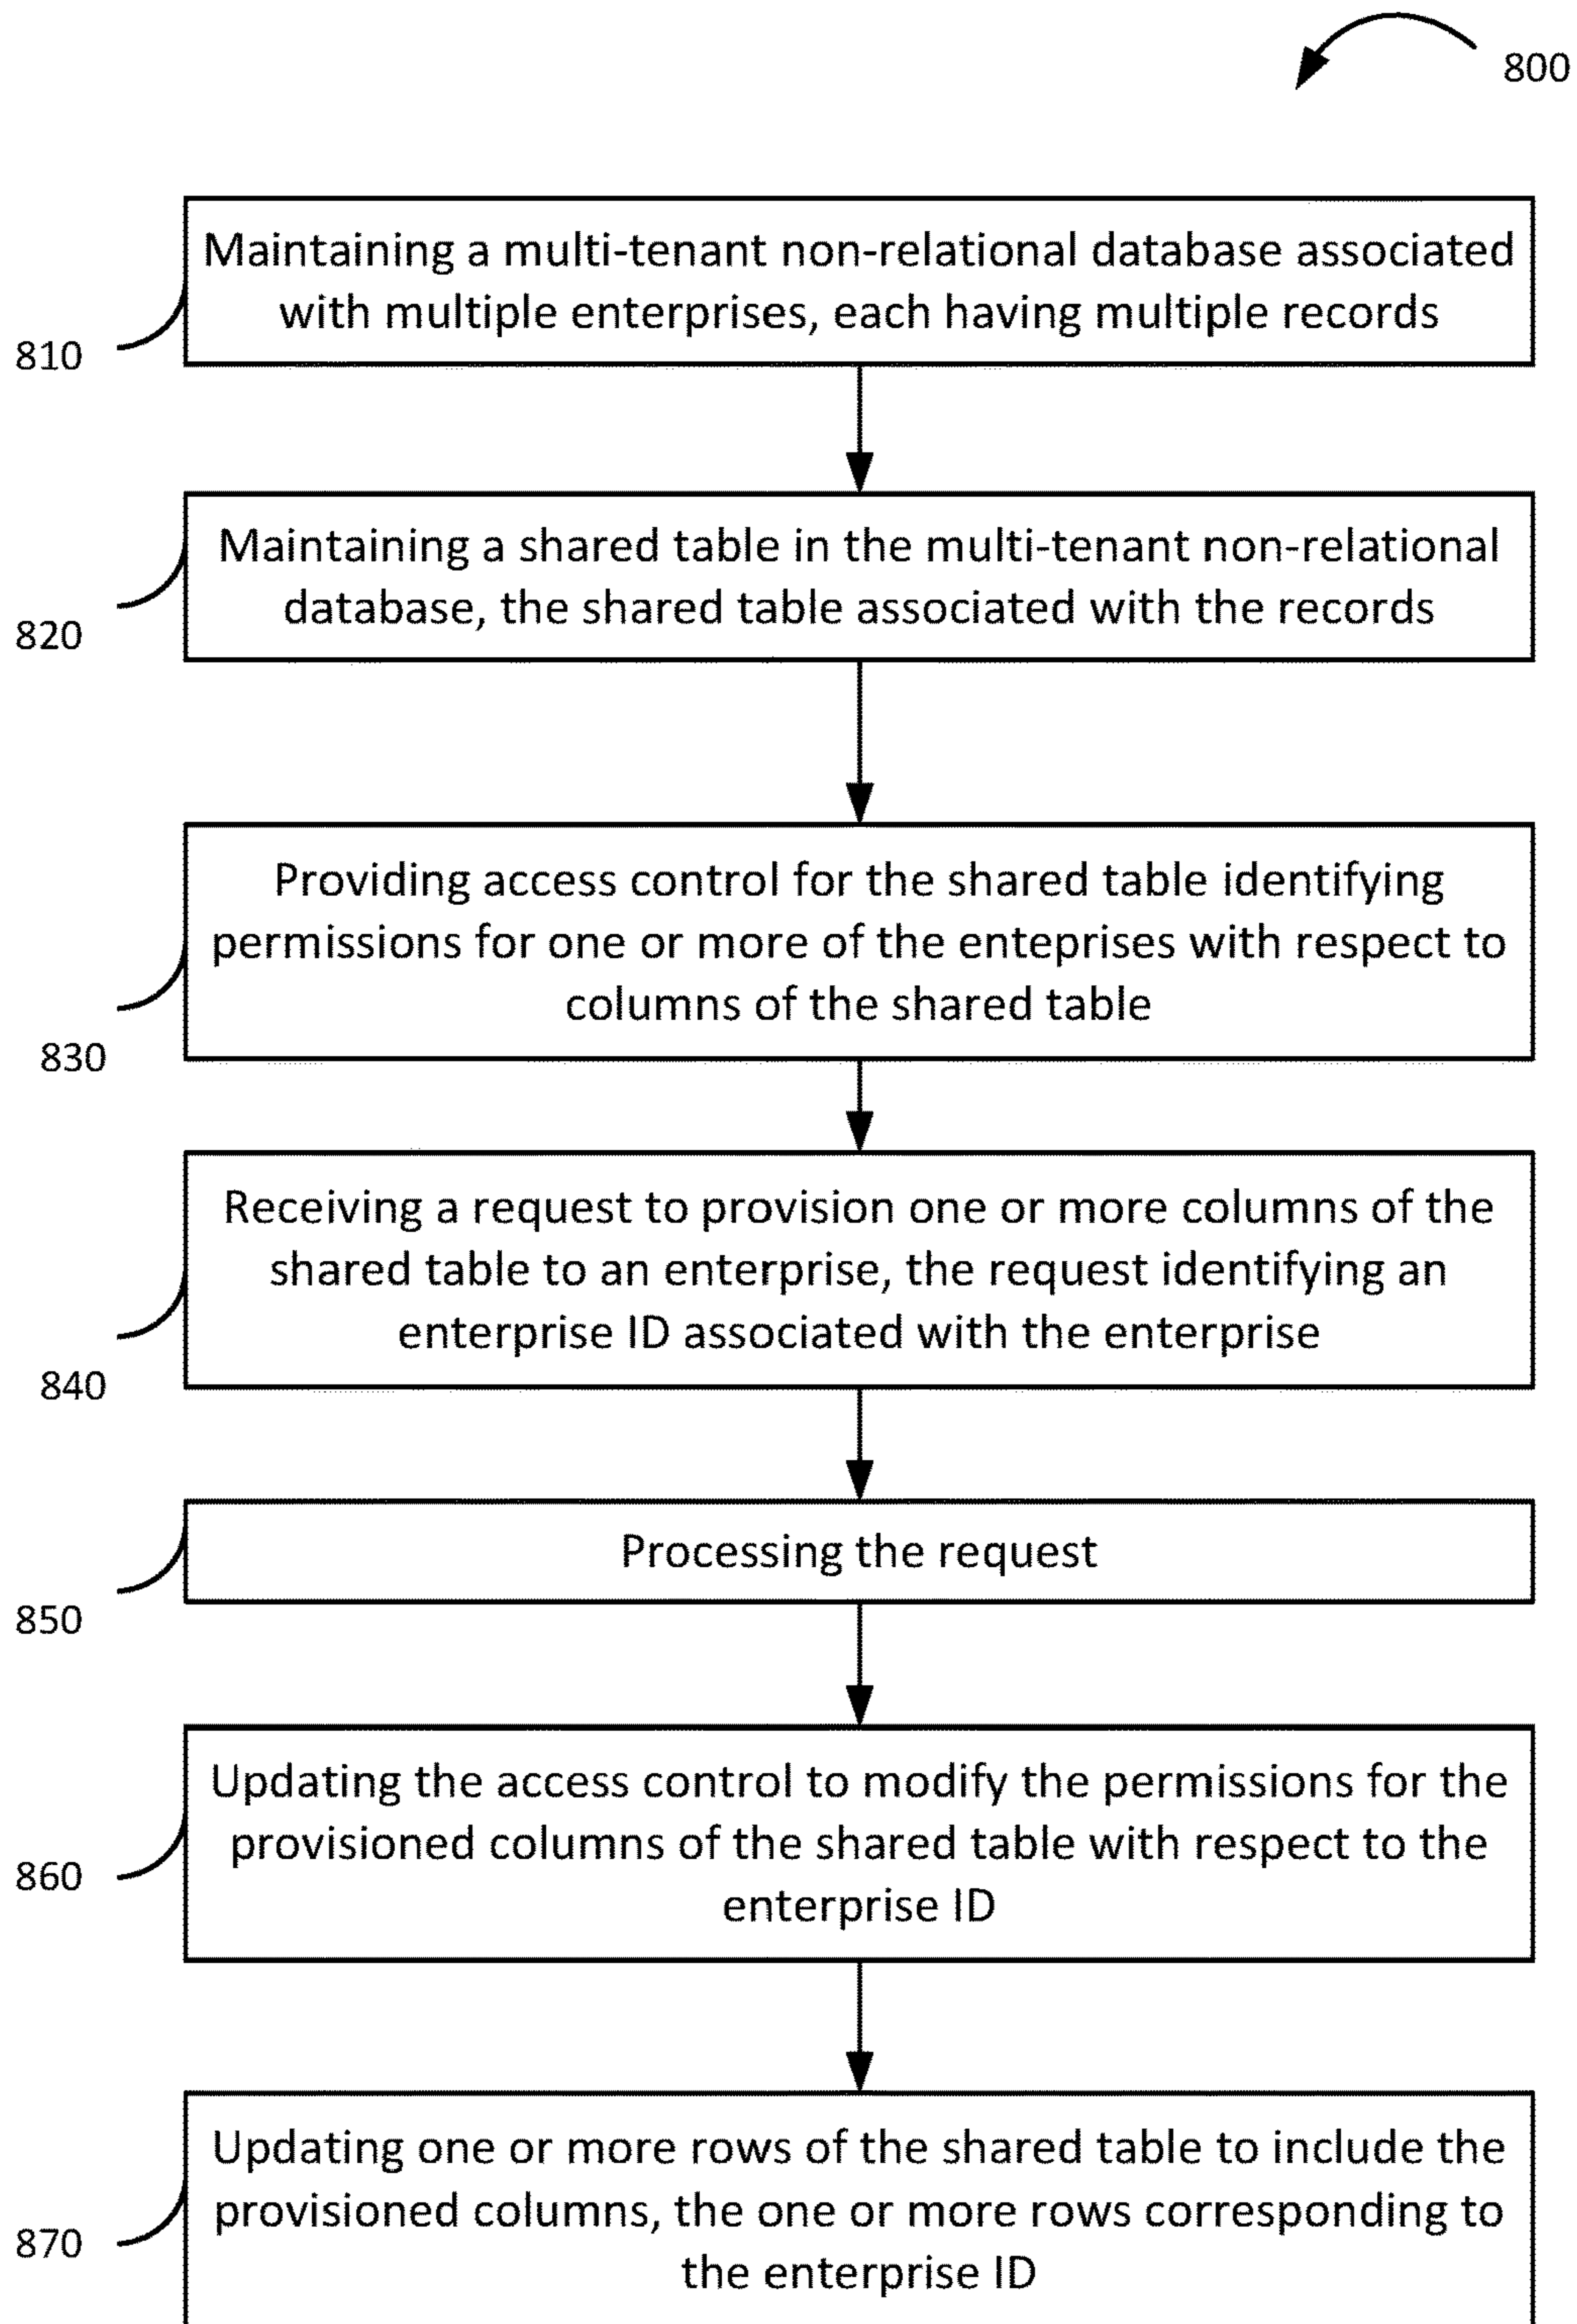 800
Maintaining a multi-tenant non-relational database associated
with multiple enterprises, each having multiple records
810
Maintaining a shared table in the multi-tenant non-relational
database, the shared table associated with the records
820
Providing access control for the shared table identifying
permissions for one or more of the enteprises with respect to
columns of the shared table
830
Receiving a request to provision one or more columns of the
shared table to an enterprise, the request identifying an
enterprise ID associated with the enterprise
840
Processing the request
850
Updating the access control to modify the permissions for the
provisioned columns of the shared table with respect to the
enterprise ID
860
Updating one or more rows of the shared table to include the
provisioned columns, the one or more rows corresponding to
the enterprise ID
870